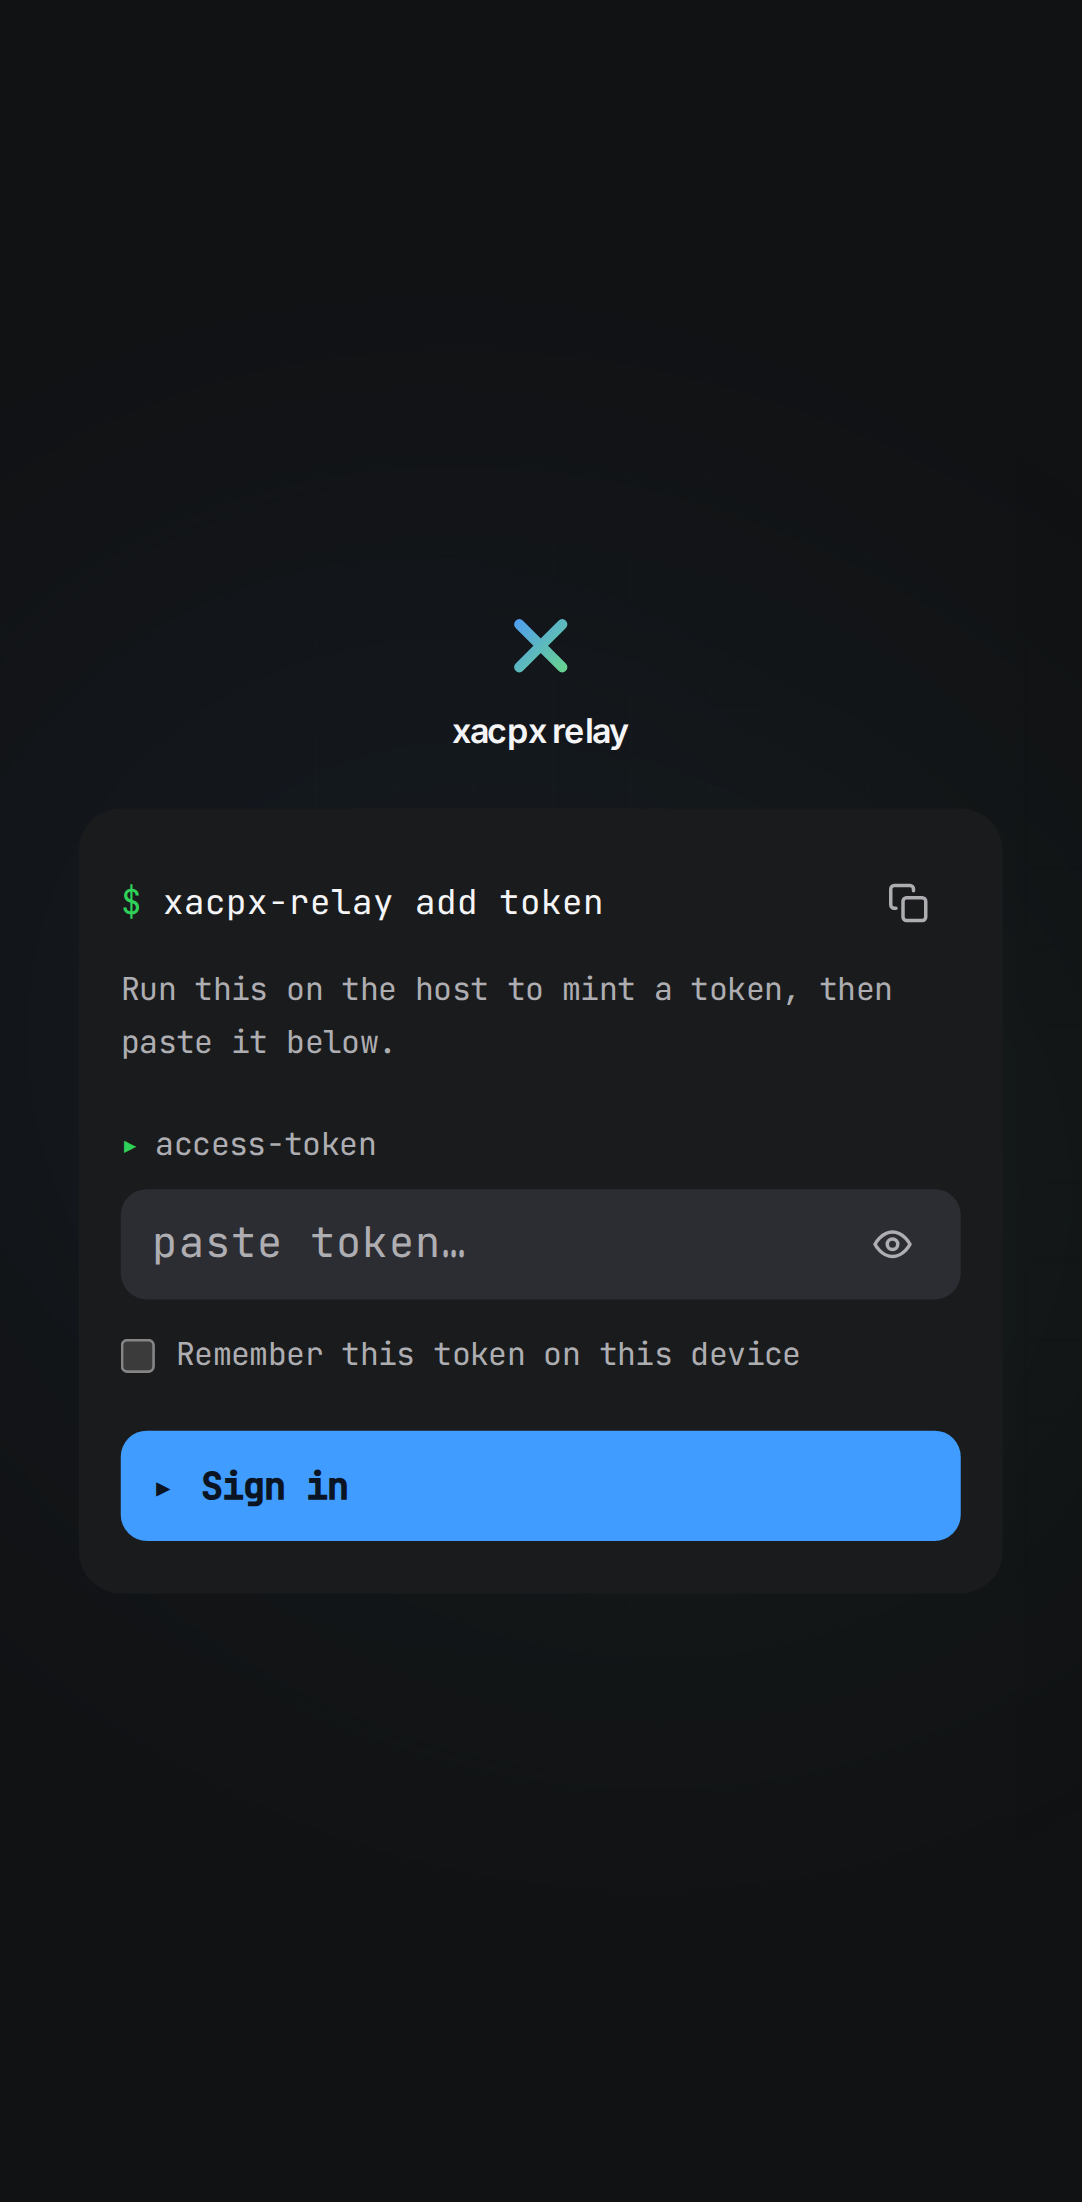 xacpx relay
$ xacpx-relay add token
Run this on the host to mint a token, then
paste it below.
▸ access-token
paste token…
Remember this token on this device
▸ Sign in